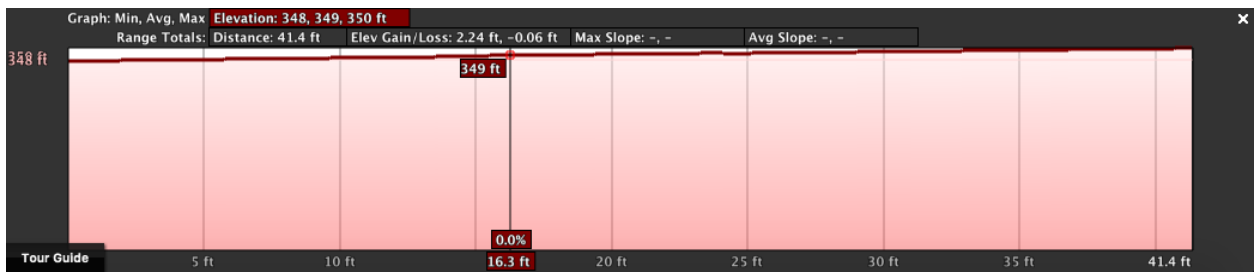 Graph: Min, Avg, Max Elevation: 348, 349, 350 ft
Range Totals: Distance: 41.4 ft Elev Gain/Loss: 2.24 ft, -0.06 ft Max Slope: -, - Avg Slope: -, -
348 ft
349 ft
0.0%
Tour Guide 5 ft 10 ft 16.3 ft 20 ft 25 ft 30 ft 35 ft 41.4 ft